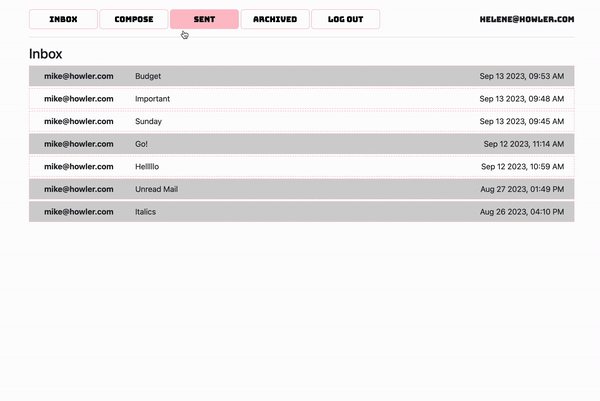 INBOX COMPOSE SENT ARCHIVED LOG OUT HELENE@HOWLER.COM
Inbox
mike@howler.com Budget Sep 13 2023, 09:53 AM
mike@howler.com Important Sep 13 2023, 09:48 AM
mike@howler.com Sunday Sep 13 2023, 09:45 AM
mike@howler.com Go! Sep 12 2023, 11:14 AM
mike@howler.com Helllllo Sep 12 2023, 10:59 AM
mike@howler.com Unread Mail Aug 27 2023, 01:49 PM
mike@howler.com Italics Aug 26 2023, 04:10 PM